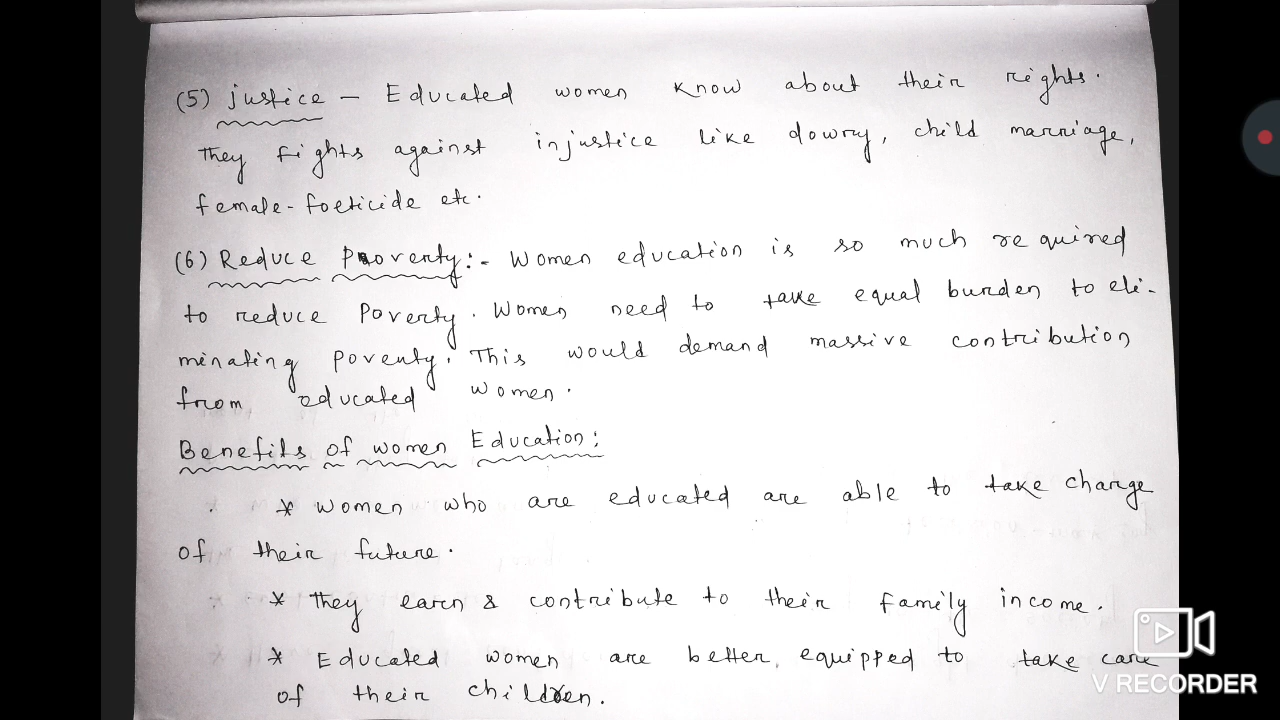 (5) justice - Educated women know about their rights.
They fights against injustice like dowry, child marriage,
female-foeticide etc.
(6) Reduce Poverty:- Women education is so much required
to reduce Poverty. Women need to take equal burden to eli-
minating poverty. This would demand massive contribution
from educated women.
Benefits of women Education:
* Women who are educated are able to take charge
of their future.
* They earn & contribute to their family income.
* Educated women are better equipped to take care
of their children.
V RECORDER